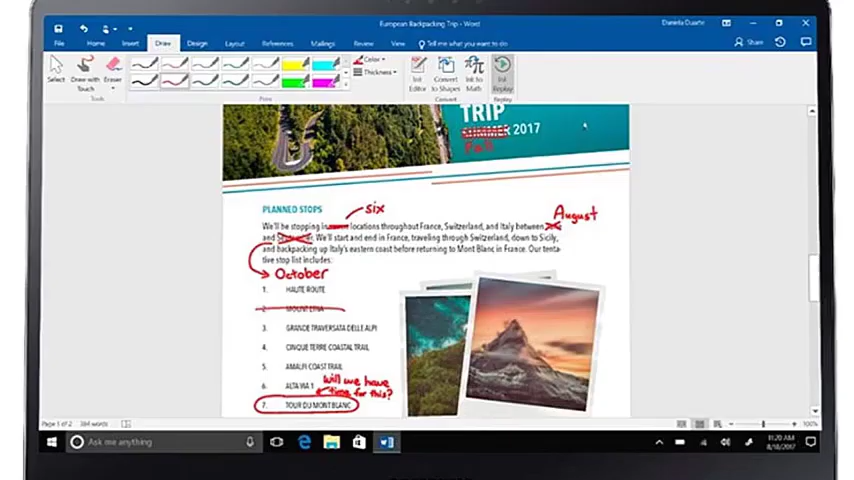 European Backpacking Trip - Word
Daniela Duarte
File Home Insert Draw Design Layout References Mailings Review View Tell me what you want to do
Share
Select Draw with Touch Eraser
Color
Thickness
Ink Editor Convert to Shapes Ink to Math Ink Replay
Tools Convert Replay
TRIP
SUMMER 2017
Fall
PLANNED STOPS
six
August
We'll be stopping in locations throughout France, Switzerland, and Italy between
and September. We'll start and end in France, traveling through Switzerland, down to Sicily,
and backpacking up Italy's eastern coast before returning to Mont Blanc in France. Our tenta-
tive stop list includes:
October
1. HAUTE ROUTE
2. MOUNT ETNA
3. GRANDE TRAVERSATA DELLE ALPI
4. CINQUE TERRE COASTAL TRAIL
5. AMALFI COAST TRAIL
6. ALTA VIA 1
will we have
time for this?
7. TOUR DU MONT BLANC
Page 1 of 2 384 words
100%
Ask me anything
11:20 AM
8/18/2017